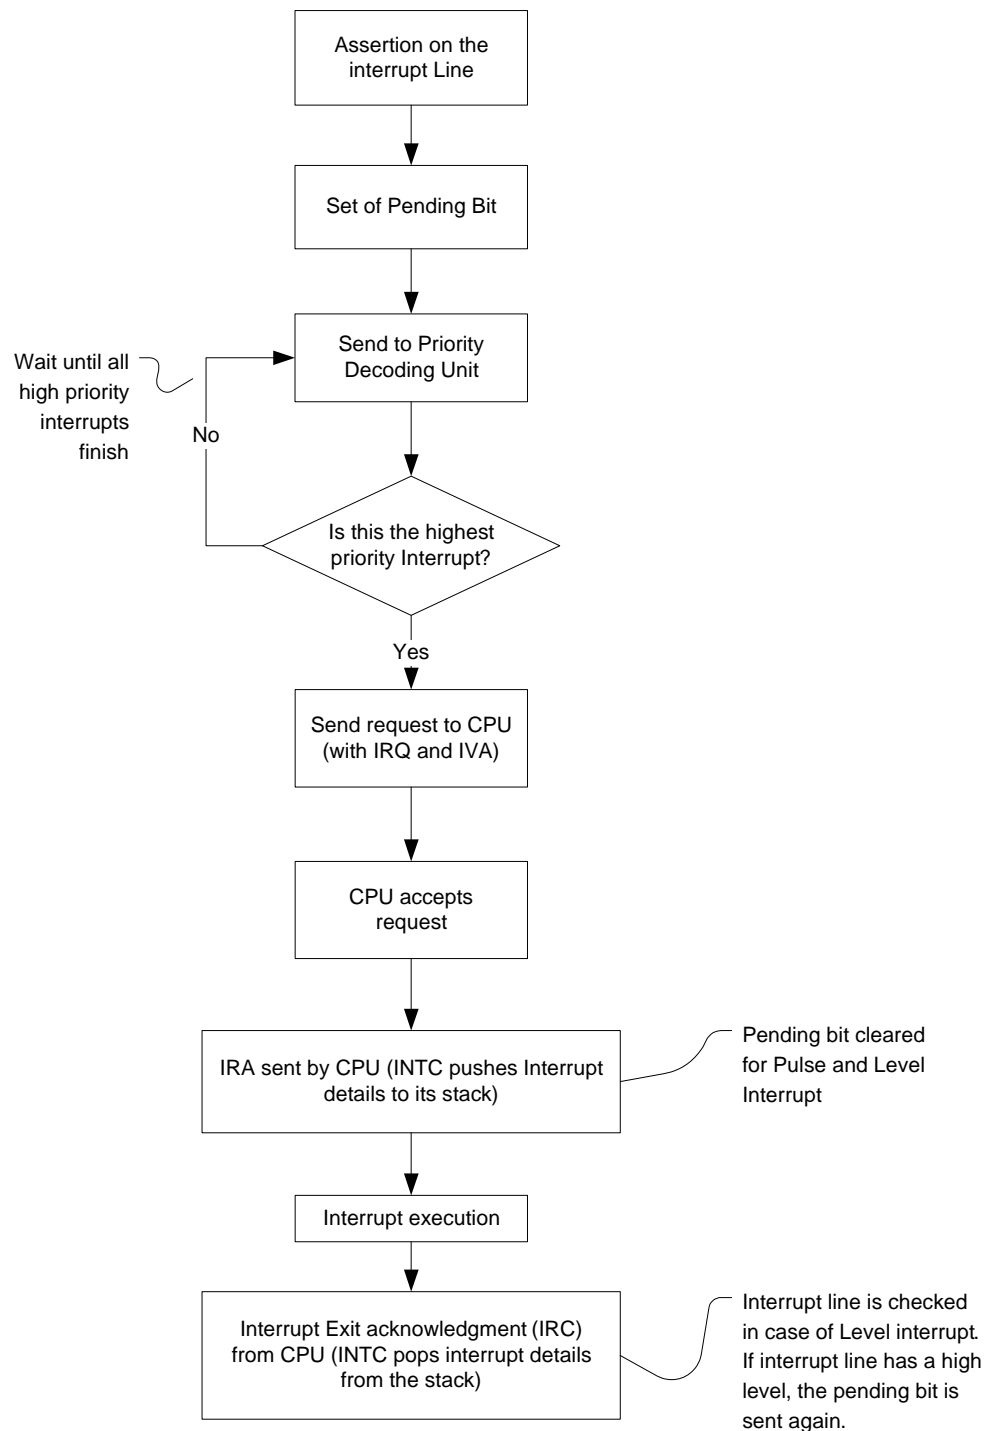 Assertion on the
interrupt Line
Set of Pending Bit
Send to Priority
Decoding Unit
Wait until all
high priority
interrupts
finish
No
Is this the highest
priority Interrupt?
Yes
Send request to CPU
(with IRQ and IVA)
CPU accepts
request
IRA sent by CPU (INTC pushes Interrupt
details to its stack)
Pending bit cleared
for Pulse and Level
Interrupt
Interrupt execution
Interrupt Exit acknowledgment (IRC)
from CPU (INTC pops interrupt details
from the stack)
Interrupt line is checked
in case of Level interrupt.
If interrupt line has a high
level, the pending bit is
sent again.